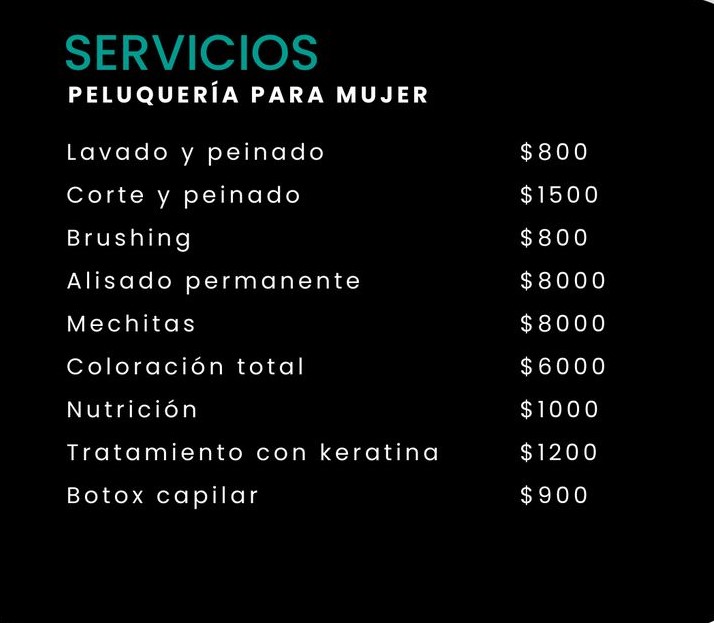 SERVICIOS
PELUQUERÍA PARA MUJER
Lavado y peinado $800
Corte y peinado $1500
Brushing $800
Alisado permanente $8000
Mechitas $8000
Coloración total $6000
Nutrición $1000
Tratamiento con keratina $1200
Botox capilar $900